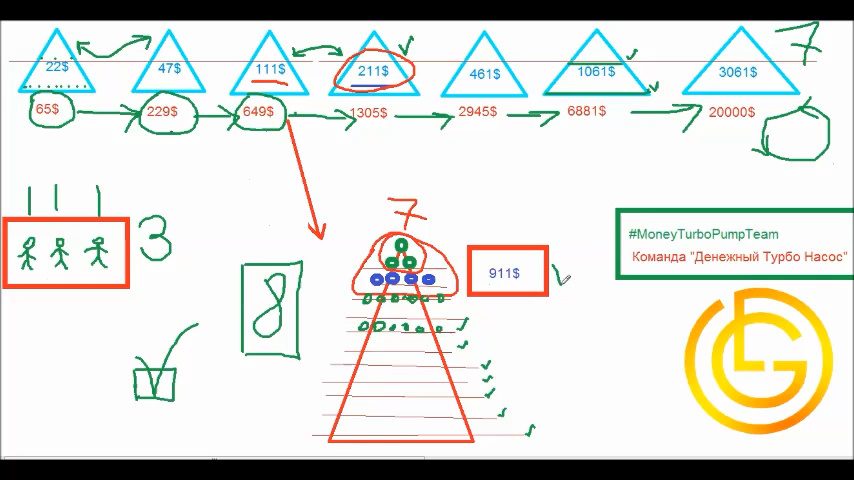 22$ 47$ 111$ 211$ 461$ 1061$ 3061$ 7
65$ 229$ 649$ 1305$ 2945$ 6881$ 20000$
7
#MoneyTurboPumpTeam
Команда "Денежный Турбо Насос"
3
911$
8
LG